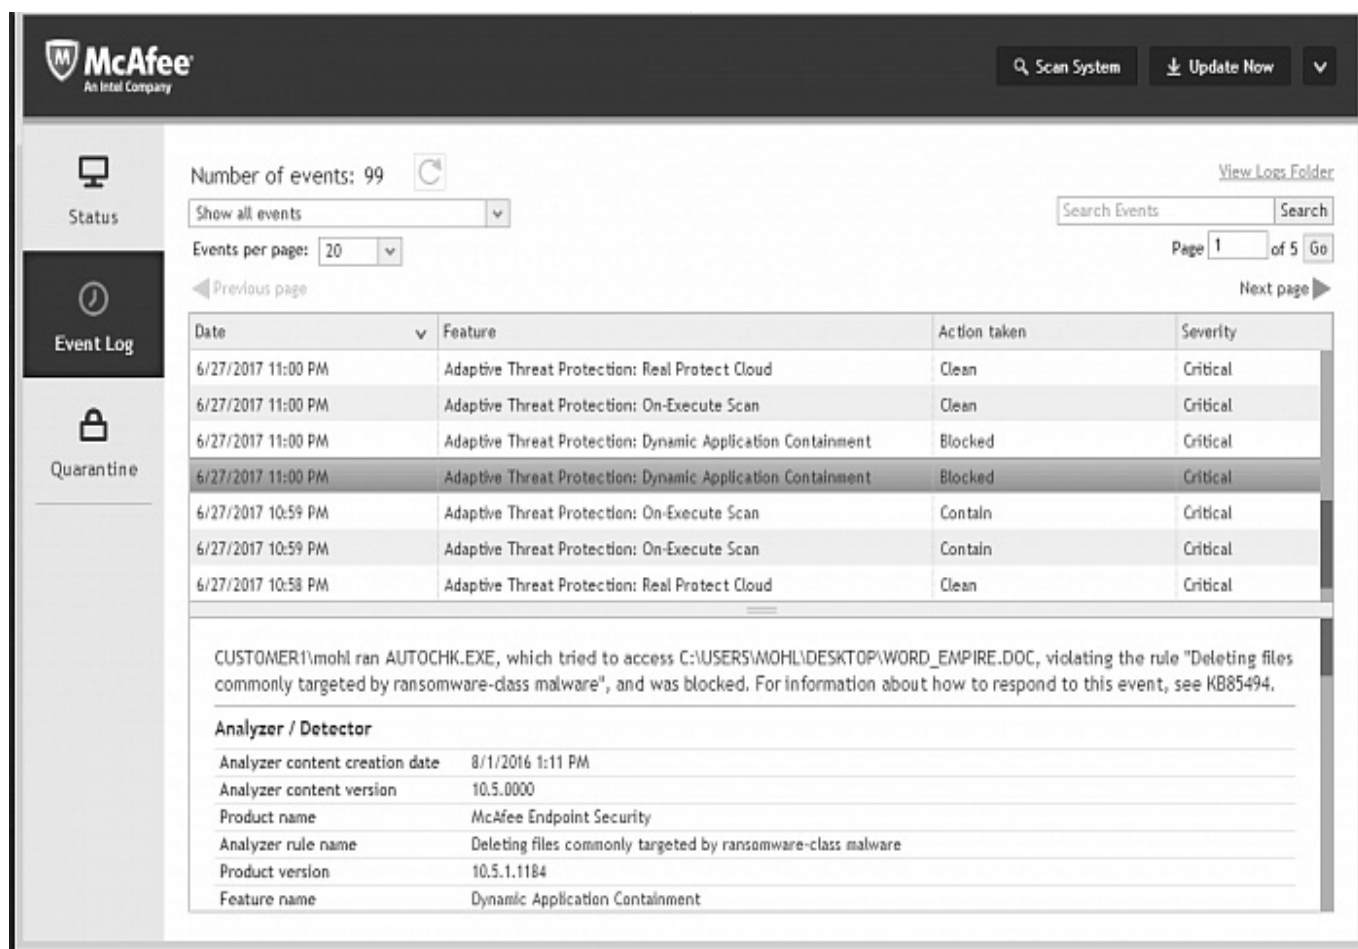 McAfee
An Intel Company
Scan System
Update Now
Status
Event Log
Quarantine
Number of events: 99
View Logs Folder
Show all events
Search Events
Search
Events per page: 20
Page 1 of 5 Go
Previous page
Next page
Date Feature Action taken Severity
6/27/2017 11:00 PM Adaptive Threat Protection: Real Protect Cloud Clean Critical
6/27/2017 11:00 PM Adaptive Threat Protection: On-Execute Scan Clean Critical
6/27/2017 11:00 PM Adaptive Threat Protection: Dynamic Application Containment Blocked Critical
6/27/2017 11:00 PM Adaptive Threat Protection: Dynamic Application Containment Blocked Critical
6/27/2017 10:59 PM Adaptive Threat Protection: On-Execute Scan Contain Critical
6/27/2017 10:59 PM Adaptive Threat Protection: On-Execute Scan Contain Critical
6/27/2017 10:58 PM Adaptive Threat Protection: Real Protect Cloud Clean Critical
CUSTOMER1\mohl ran AUTOCHK.EXE, which tried to access C:\USERS\MOHL\DESKTOP\WORD_EMPIRE.DOC, violating the rule "Deleting files
commonly targeted by ransomware-class malware", and was blocked. For information about how to respond to this event, see KB85494.
Analyzer / Detector
Analyzer content creation date 8/1/2016 1:11 PM
Analyzer content version 10.5.0000
Product name McAfee Endpoint Security
Analyzer rule name Deleting files commonly targeted by ransomware-class malware
Product version 10.5.1.1184
Feature name Dynamic Application Containment